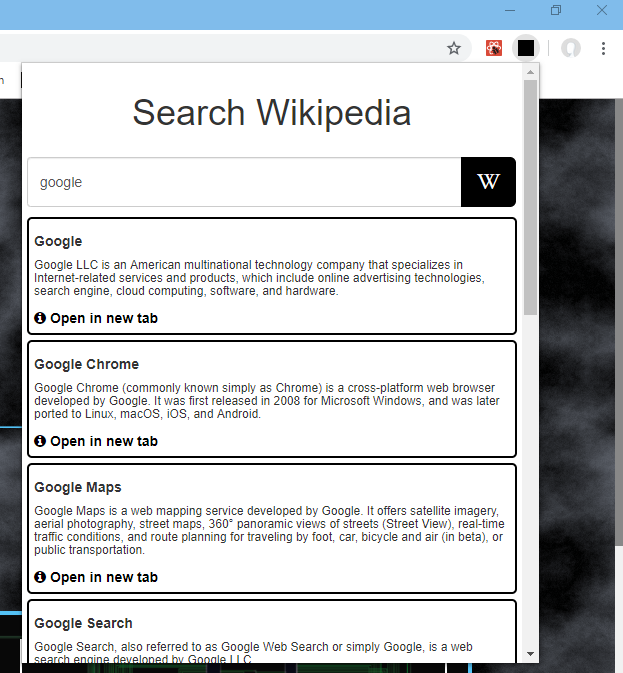 Search Wikipedia
google
W
Google
Google LLC is an American multinational technology company that specializes in
Internet-related services and products, which include online advertising technologies,
search engine, cloud computing, software, and hardware.
Open in new tab
Google Chrome
Google Chrome (commonly known simply as Chrome) is a cross-platform web browser
developed by Google. It was first released in 2008 for Microsoft Windows, and was later
ported to Linux, macOS, iOS, and Android.
Open in new tab
Google Maps
Google Maps is a web mapping service developed by Google. It offers satellite imagery,
aerial photography, street maps, 360° panoramic views of streets (Street View), real-time
traffic conditions, and route planning for traveling by foot, car, bicycle and air (in beta), or
public transportation.
Open in new tab
Google Search
Google Search, also referred to as Google Web Search or simply Google, is a web
search engine developed by Google LLC